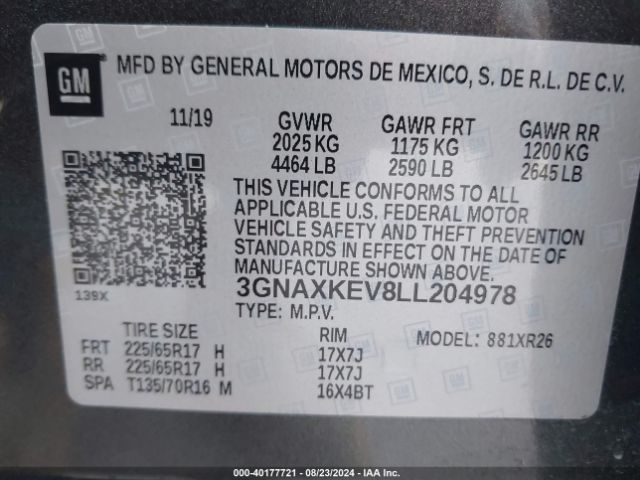 GM
MFD BY GENERAL MOTORS DE MEXICO, S. DE R.L. DE C.V.
11/19 GVWR GAWR FRT GAWR RR
2025 KG 1175 KG 1200 KG
4464 LB 2590 LB 2645 LB
THIS VEHICLE CONFORMS TO ALL
APPLICABLE U.S. FEDERAL MOTOR
VEHICLE SAFETY AND THEFT PREVENTION
STANDARDS IN EFFECT ON THE DATE OF
MANUFACTURE SHOWN ABOVE.
139X
3GNAXKEV8LL204978
TYPE: M.P.V.
TIRE SIZE RIM MODEL: 881XR26
FRT 225/65R17 H 17X7J
RR 225/65R17 H 17X7J
SPA T135/70R16 M 16X4BT
000-40177721 - 08/23/2024 - IAA Inc.